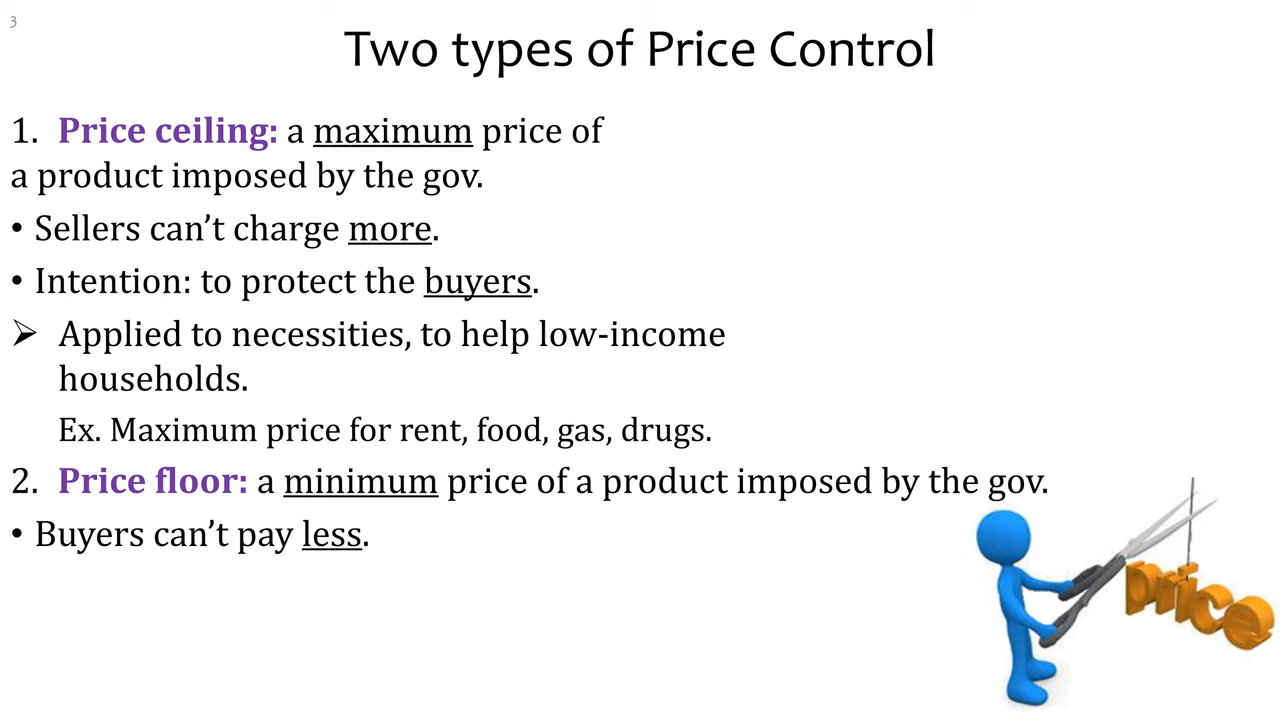 3
Two types of Price Control
1. Price ceiling: a maximum price of
a product imposed by the gov.
• Sellers can’t charge more.
• Intention: to protect the buyers.
➢ Applied to necessities, to help low-income
households.
Ex. Maximum price for rent, food, gas, drugs.
2. Price floor: a minimum price of a product imposed by the gov.
• Buyers can’t pay less.
price